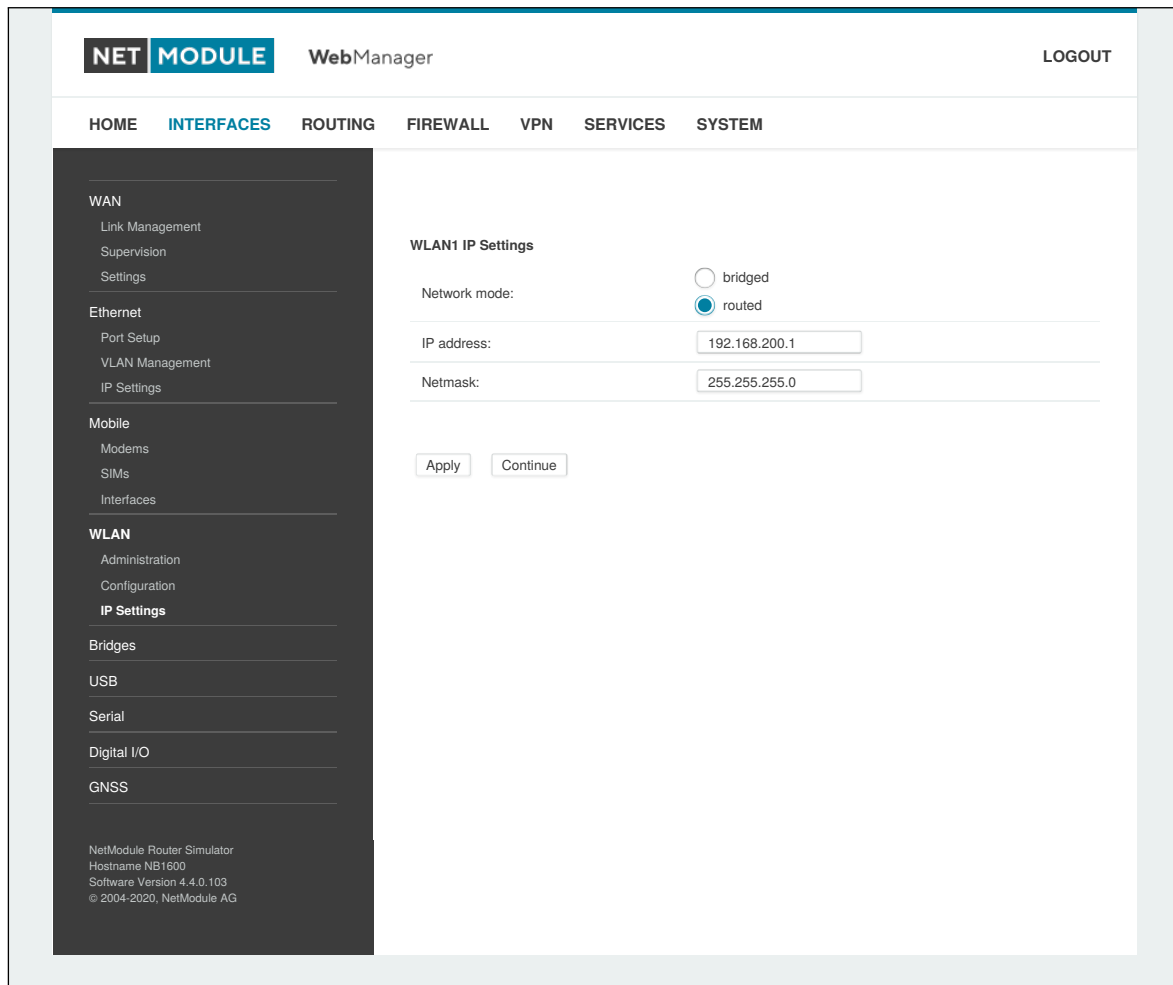 NET MODULE WebManager LOGOUT
HOME INTERFACES ROUTING FIREWALL VPN SERVICES SYSTEM
WAN
Link Management
Supervision
Settings
Ethernet
Port Setup
VLAN Management
IP Settings
Mobile
Modems
SIMs
Interfaces
WLAN
Administration
Configuration
IP Settings
Bridges
USB
Serial
Digital I/O
GNSS
NetModule Router Simulator
Hostname NB1600
Software Version 4.4.0.103
© 2004-2020, NetModule AG
WLAN1 IP Settings
Network mode:
bridged
routed
IP address: 192.168.200.1
Netmask: 255.255.255.0
Apply Continue